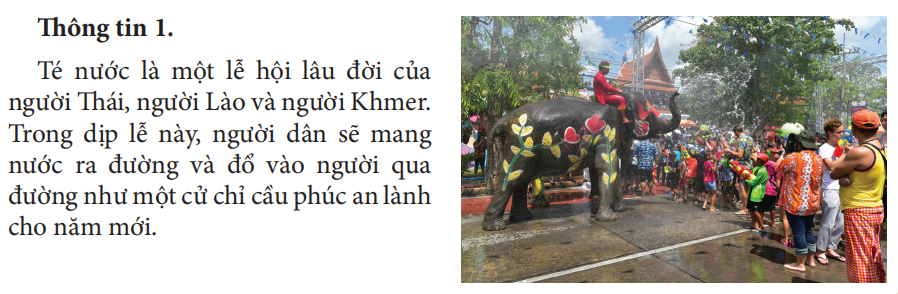 Thông tin 1.
Té nước là một lễ hội lâu đời của
người Thái, người Lào và người Khmer.
Trong dịp lễ này, người dân sẽ mang
nước ra đường và đổ vào người qua
đường như một cử chỉ cầu phúc an lành
cho năm mới.